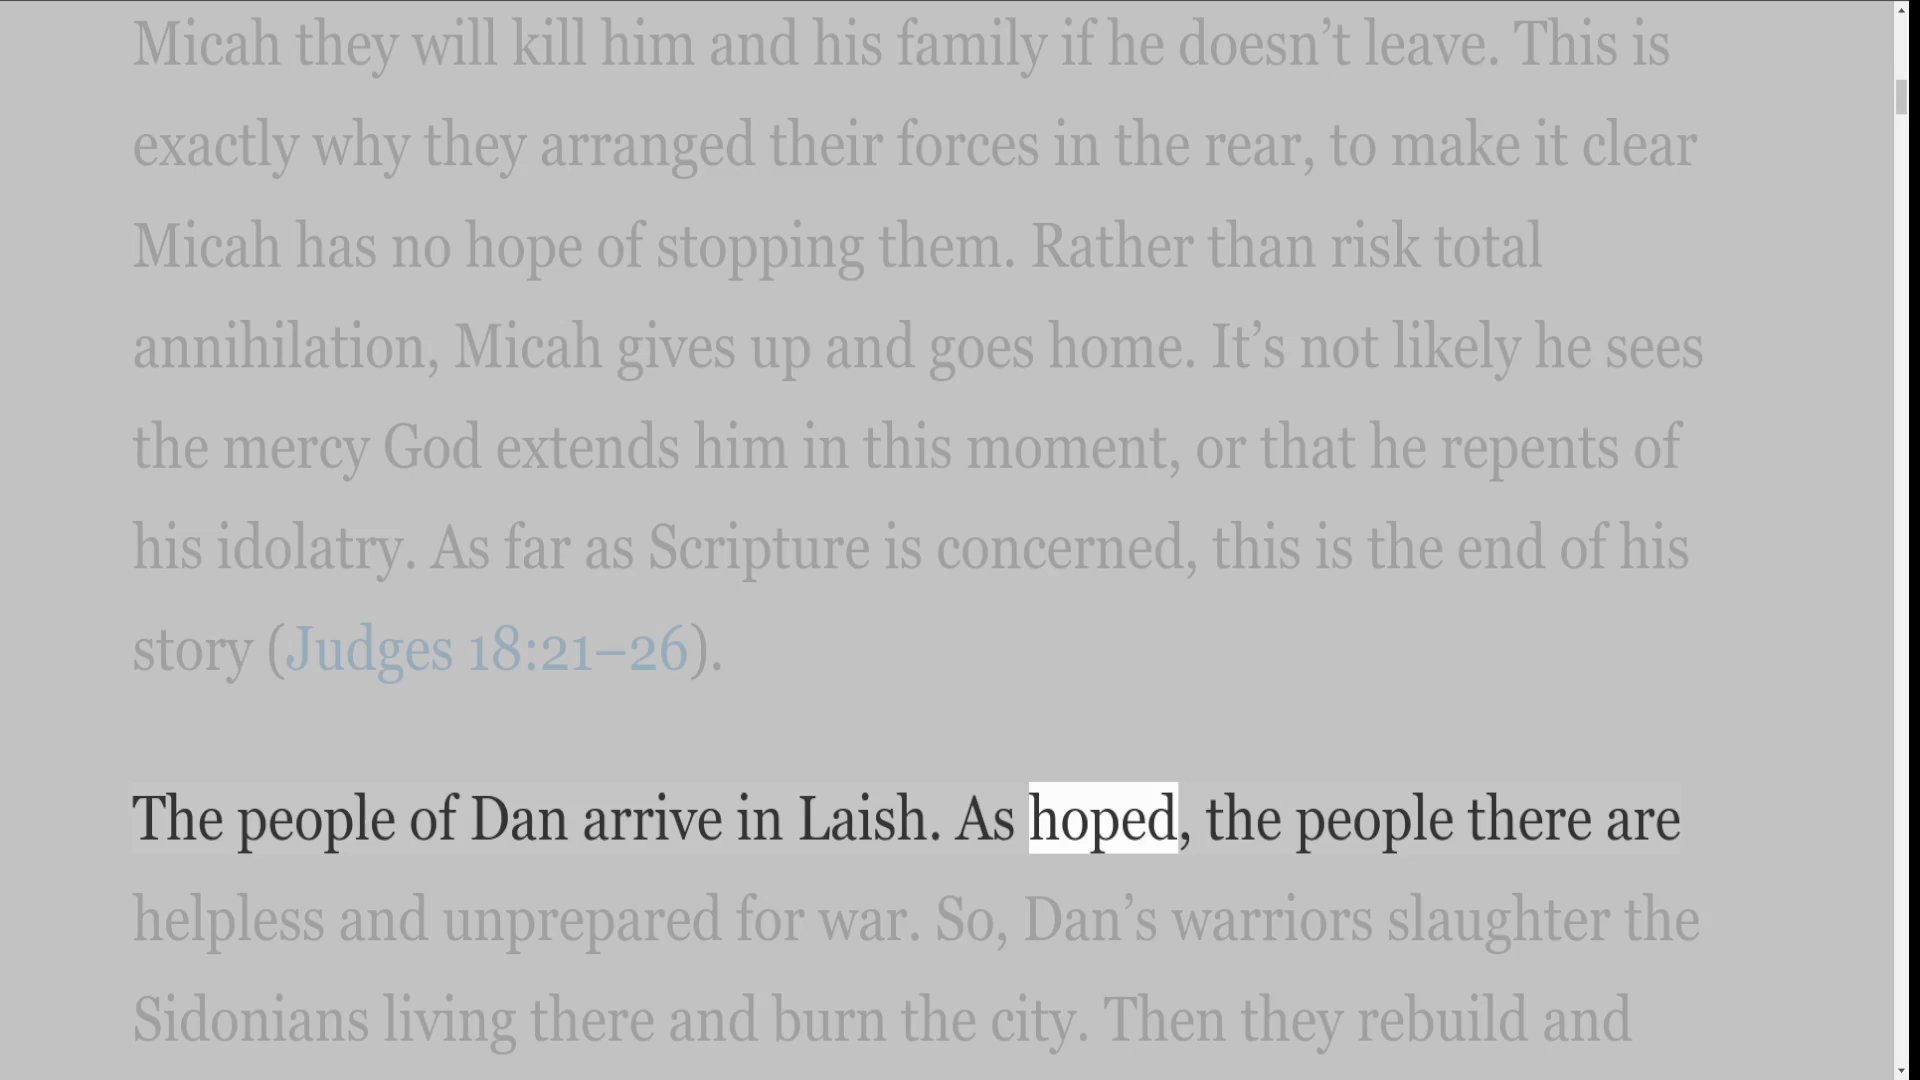 Micah they will kill him and his family if he doesn’t leave. This is
exactly why they arranged their forces in the rear, to make it clear
Micah has no hope of stopping them. Rather than risk total
annihilation, Micah gives up and goes home. It’s not likely he sees
the mercy God extends him in this moment, or that he repents of
his idolatry. As far as Scripture is concerned, this is the end of his
story (Judges 18:21–26).
The people of Dan arrive in Laish. As hoped, the people there are
helpless and unprepared for war. So, Dan’s warriors slaughter the
Sidonians living there and burn the city. Then they rebuild and